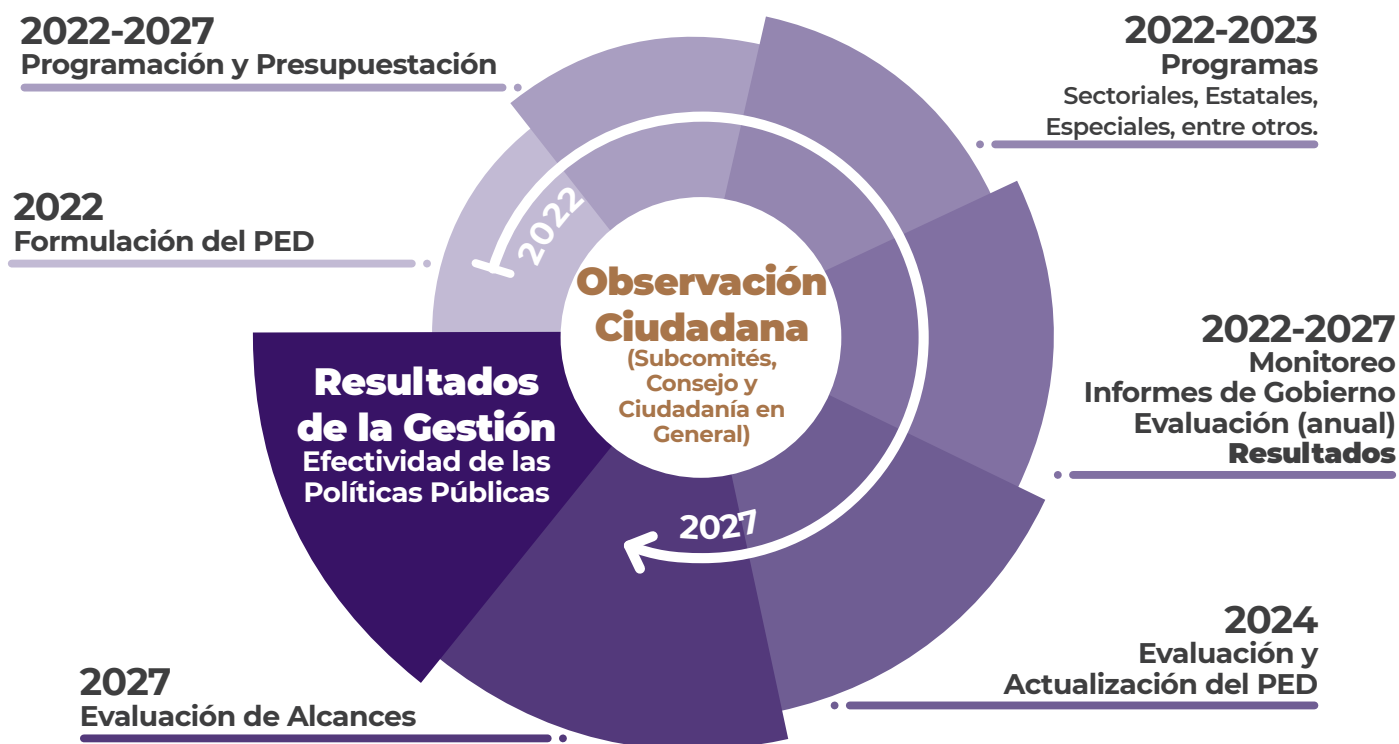 2022-2027
Programación y Presupuestación
2022
Formulación del PED
2022-2023
Programas
Sectoriales, Estatales,
Especiales, entre otros.
2022-2027
Monitoreo
Informes de Gobierno
Evaluación (anual)
Resultados
2024
Evaluación y
Actualización del PED
2027
Evaluación de Alcances
Resultados
de la Gestión
Efectividad de las
Políticas Públicas
Observación
Ciudadana
(Subcomités,
Consejo y
Ciudadanía en
General)
2022
2027